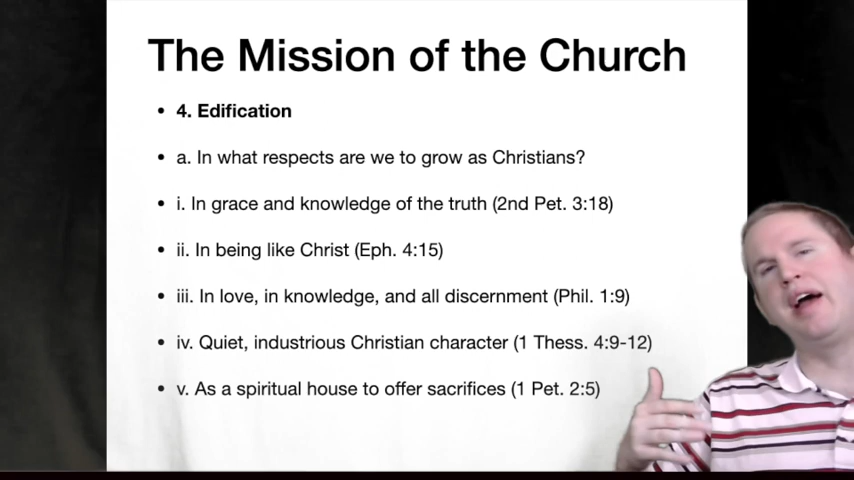 The Mission of the Church
• 4. Edification
• a. In what respects are we to grow as Christians?
• i. In grace and knowledge of the truth (2nd Pet. 3:18)
• ii. In being like Christ (Eph. 4:15)
• iii. In love, in knowledge, and all discernment (Phil. 1:9)
• iv. Quiet, industrious Christian character (1 Thess. 4:9-12)
• v. As a spiritual house to offer sacrifices (1 Pet. 2:5)